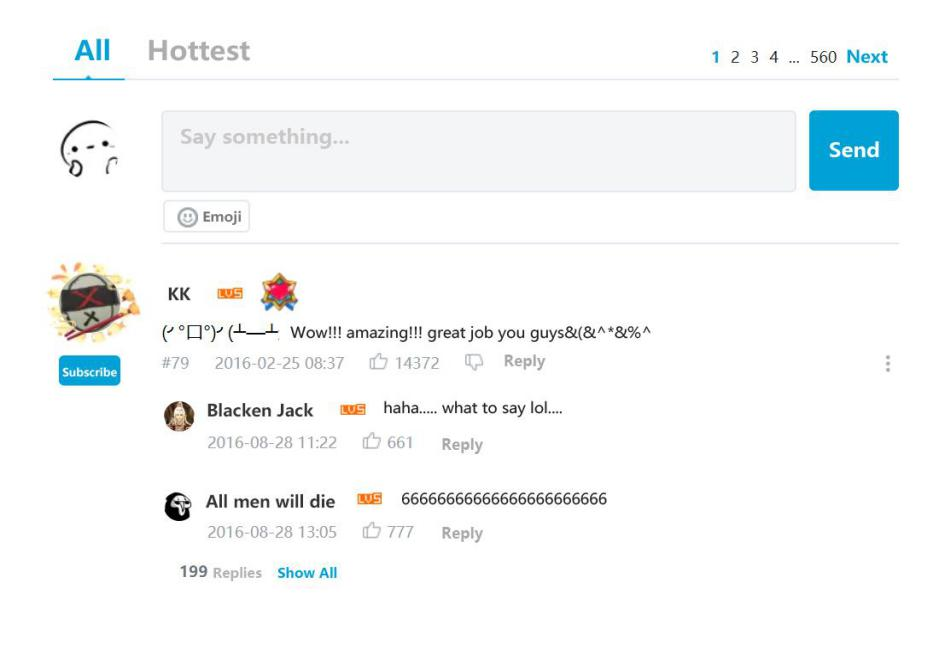 All Hottest 1 2 3 4 ... 560 Next
Say something...
Send
Emoji
KK LV5
(╯°口°)╯(┴—┴ Wow!!! amazing!!! great job you guys&(&^*&%^
Subscribe
#79 2016-02-25 08:37 14372 Reply
Blacken Jack LV5 haha..... what to say lol....
2016-08-28 11:22 661 Reply
All men will die LV5 66666666666666666666666
2016-08-28 13:05 777 Reply
199 Replies Show All